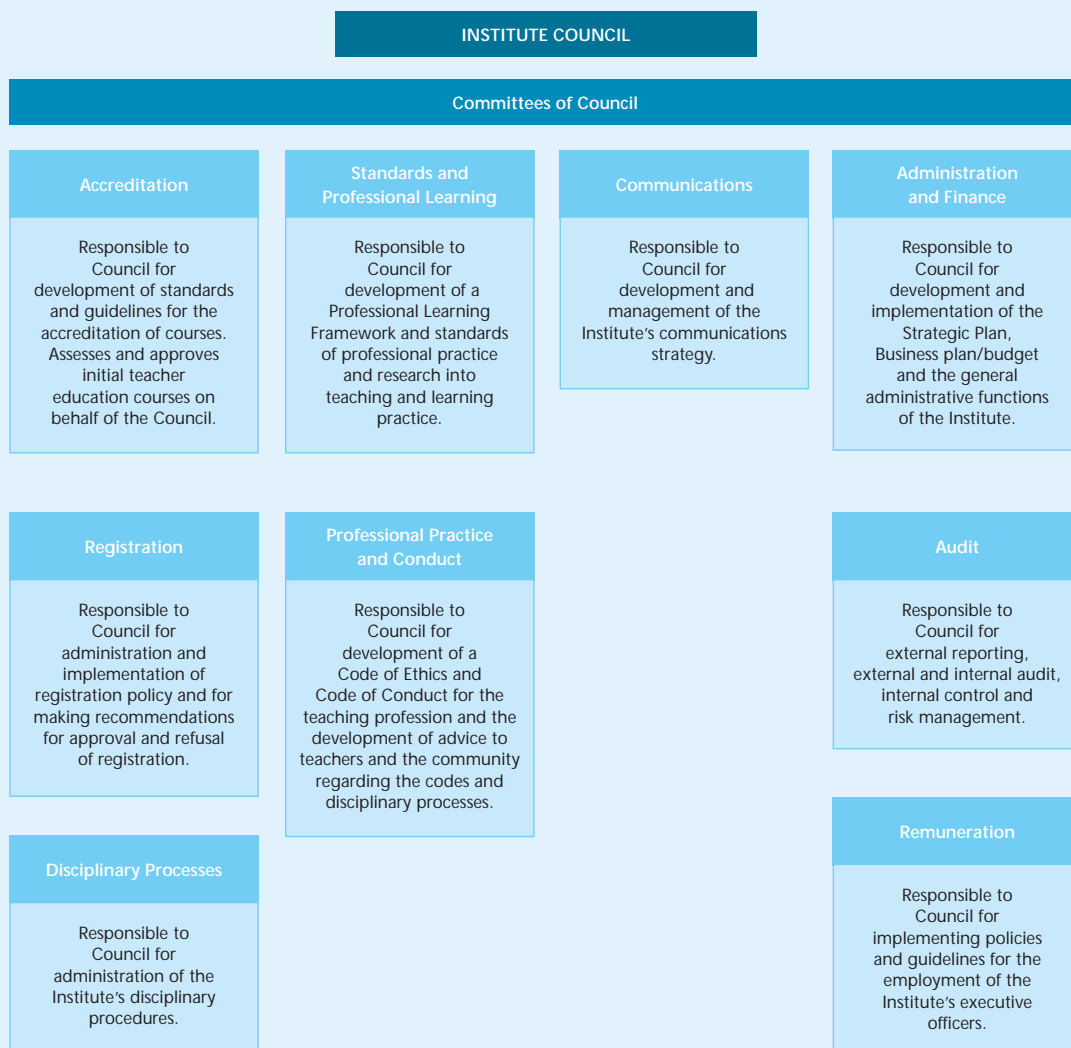 INSTITUTE COUNCIL
Committees of Council
Accreditation
Responsible to
Council for
development of standards
and guidelines for the
accreditation of courses.
Assesses and approves
initial teacher
education courses on
behalf of the Council.
Standards and
Professional Learning
Responsible to
Council for
development of a
Professional Learning
Framework and standards
of professional practice
and research into
teaching and learning
practice.
Communications
Responsible to
Council for
development and
management of the
Institute's communications
strategy.
Administration
and Finance
Responsible to
Council for
development and
implementation of the
Strategic Plan,
Business plan/budget
and the general
administrative functions
of the Institute.
Registration
Responsible to
Council for
administration and
implementation of
registration policy and for
making recommendations
for approval and refusal
of registration.
Professional Practice
and Conduct
Responsible to
Council for
development of a
Code of Ethics and
Code of Conduct for the
teaching profession and the
development of advice to
teachers and the community
regarding the codes and
disciplinary processes.
Audit
Responsible to
Council for
external reporting,
external and internal audit,
internal control and
risk management.
Disciplinary Processes
Responsible to
Council for
administration of the
Institute's disciplinary
procedures.
Remuneration
Responsible to
Council for
implementing policies
and guidelines for the
employment of the
Institute's executive
officers.